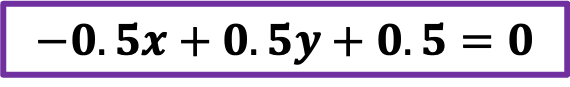 −0.5x + 0.5y + 0.5 = 0